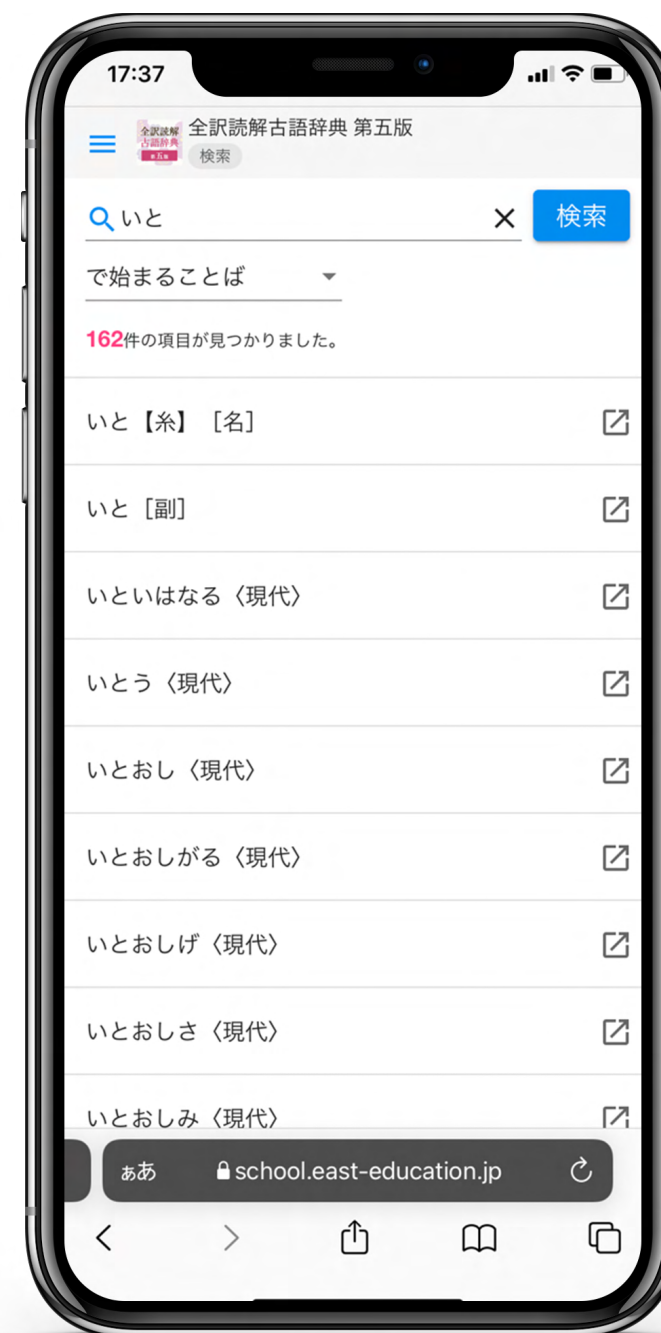 17:37
全訳読解
古語辞典
第五版
全訳読解古語辞典 第五版
検索
いと
検索
で始まることば
162件の項目が見つかりました。
いと【糸】［名］
いと［副］
いといはなる〈現代〉
いとう〈現代〉
いとおし〈現代〉
いとおしがる〈現代〉
いとおしげ〈現代〉
いとおしさ〈現代〉
いとおしみ〈現代〉
ぁあ school.east-education.jp